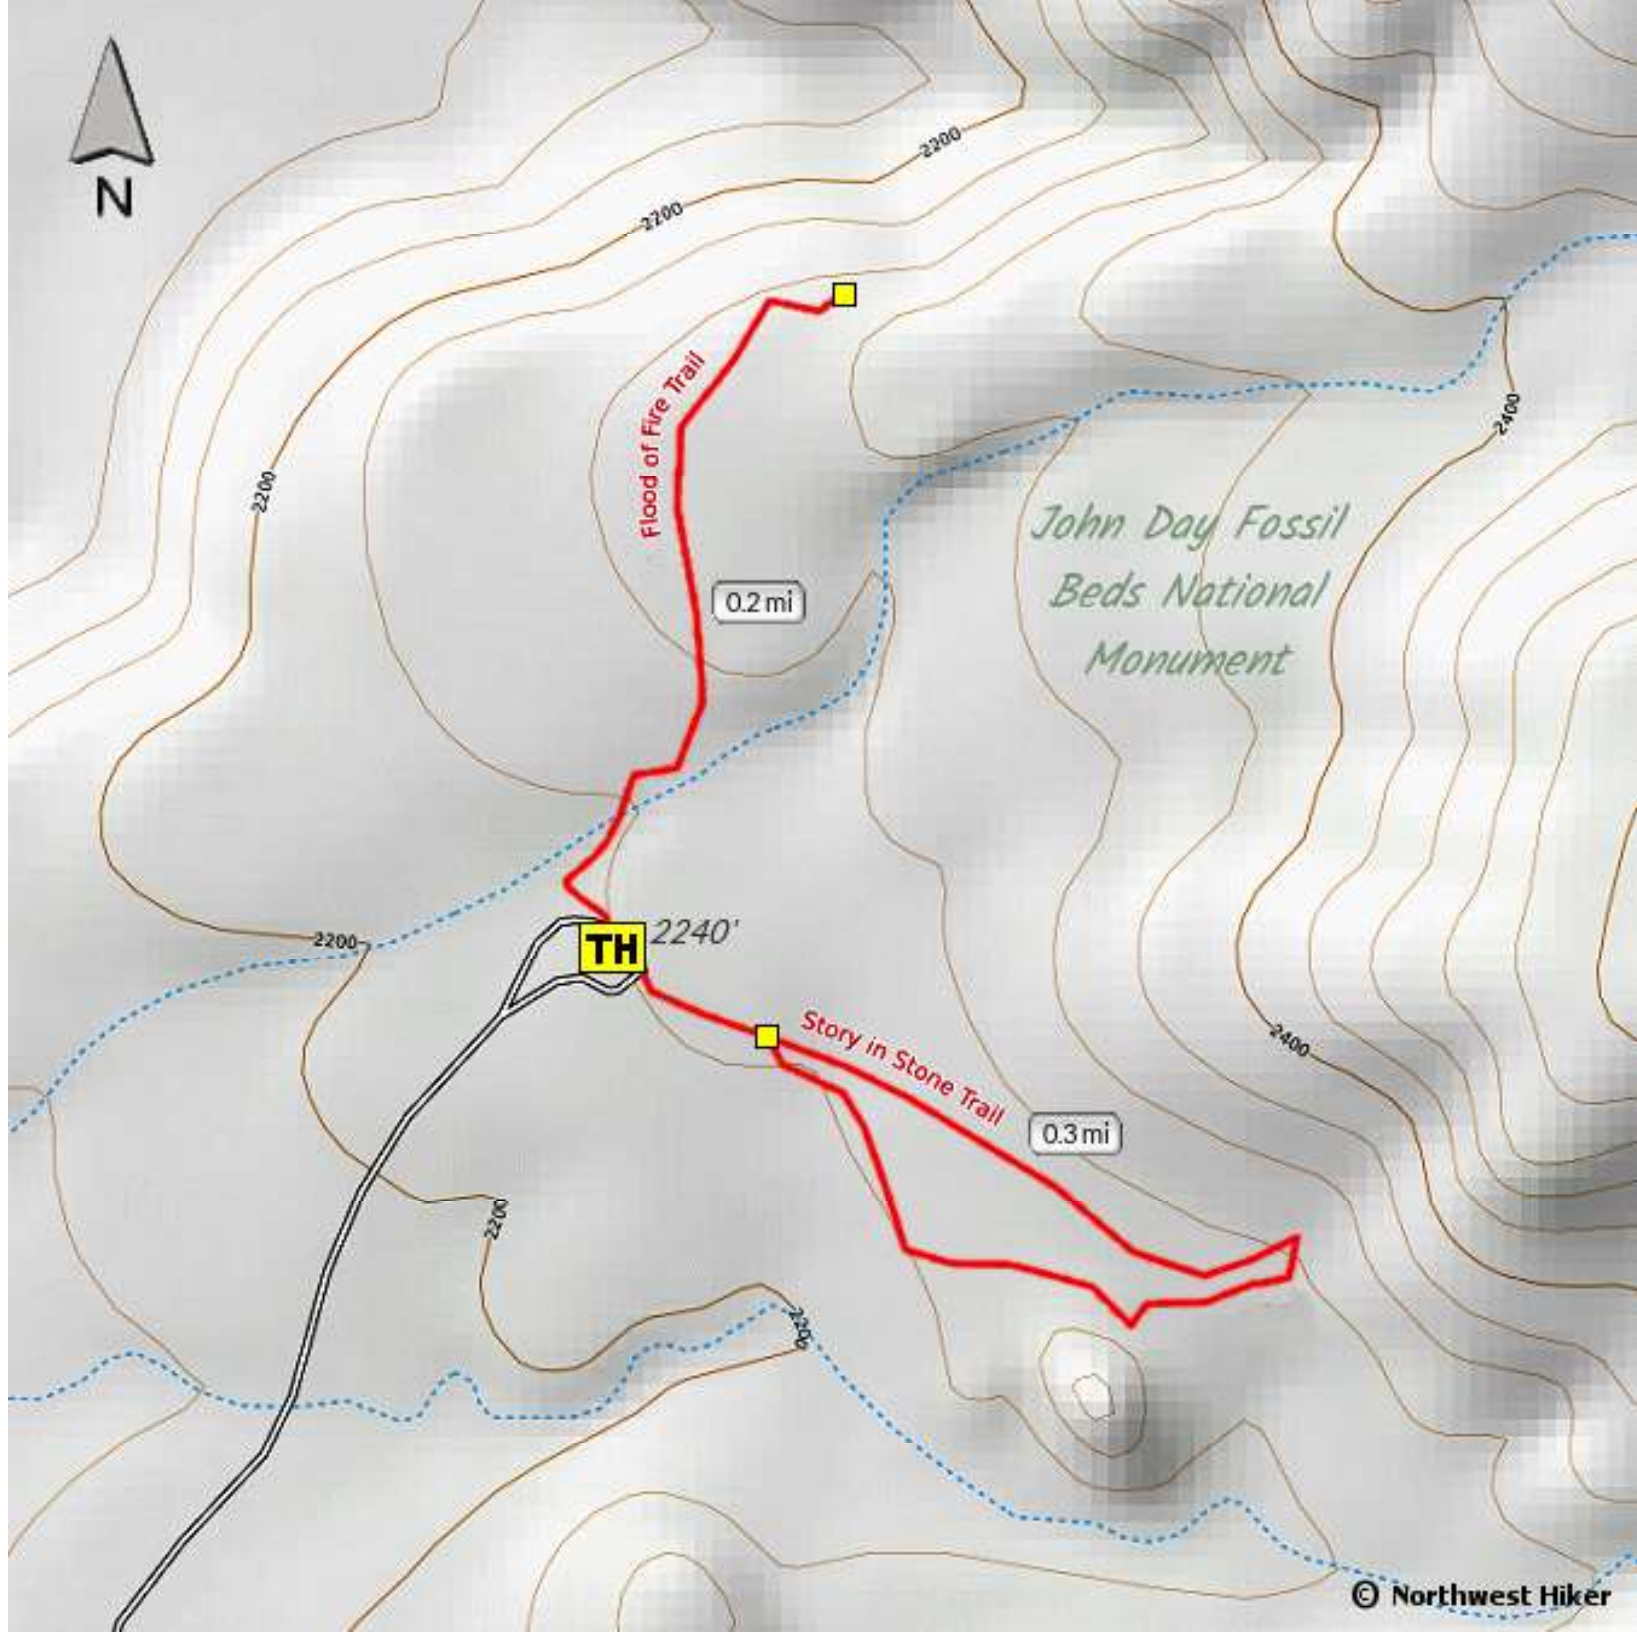 N
2200
2200
2200
2400
Flood of Fire Trail
John Day Fossil
Beds National
Monument
0.2 mi
2200
TH
2240'
Story in Stone Trail
2400
0.3 mi
2200
2200
© Northwest Hiker